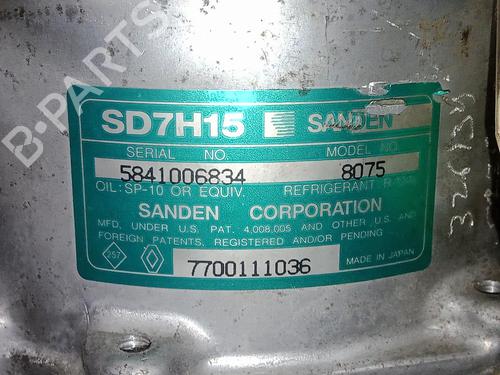 B-PARTS
SD7H15 SANDEN
SERIAL NO. MODEL NO.
5841006834 8075
OIL: SP-10 OR EQUIV. REFRIGERANT
SANDEN CORPORATION
MFD. UNDER U.S. PAT. 4,008,005 AND OTHER U.S. AND
FOREIGN PATENTS, REGISTERED AND/OR PENDING
257 7700111036 MADE IN JAPAN